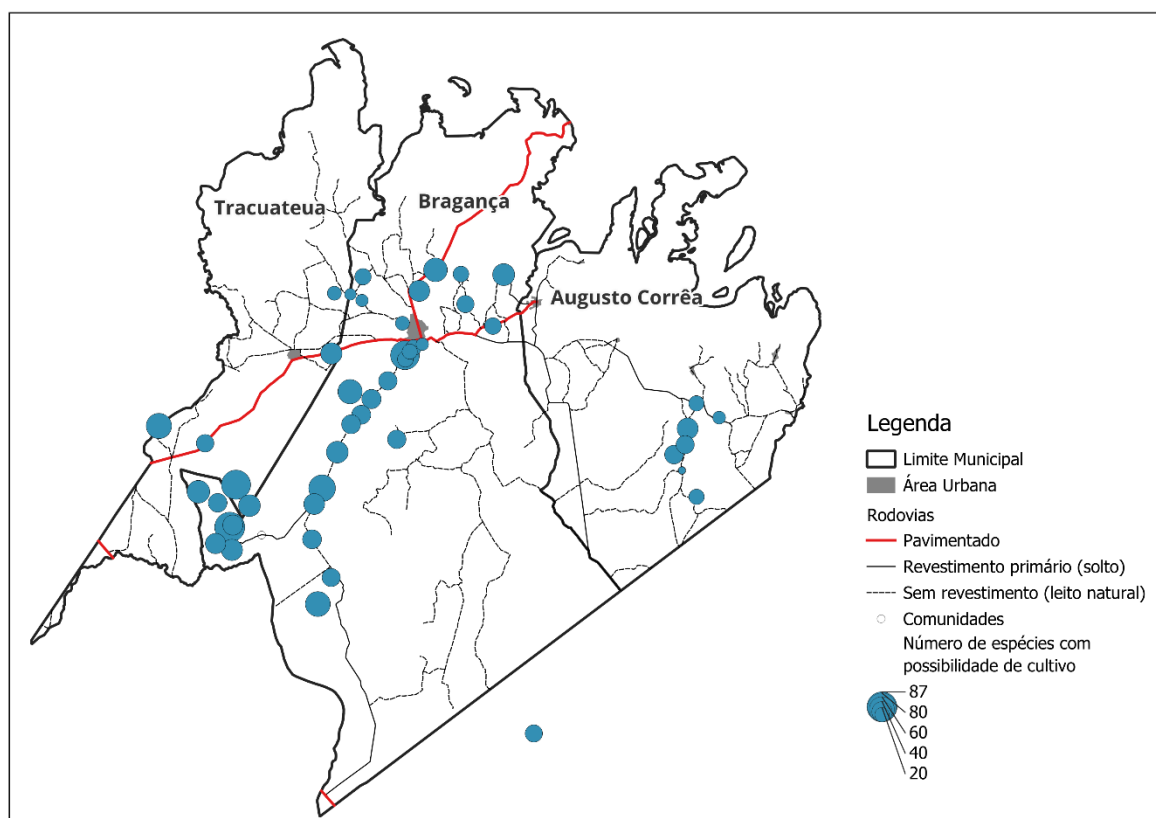 Tracuateua
Bragança
Augusto Corrêa
Legenda
Limite Municipal
Área Urbana
Rodovias
Pavimentado
Revestimento primário (solto)
Sem revestimento (leito natural)
Comunidades
Número de espécies com
possibilidade de cultivo
87
80
60
40
20